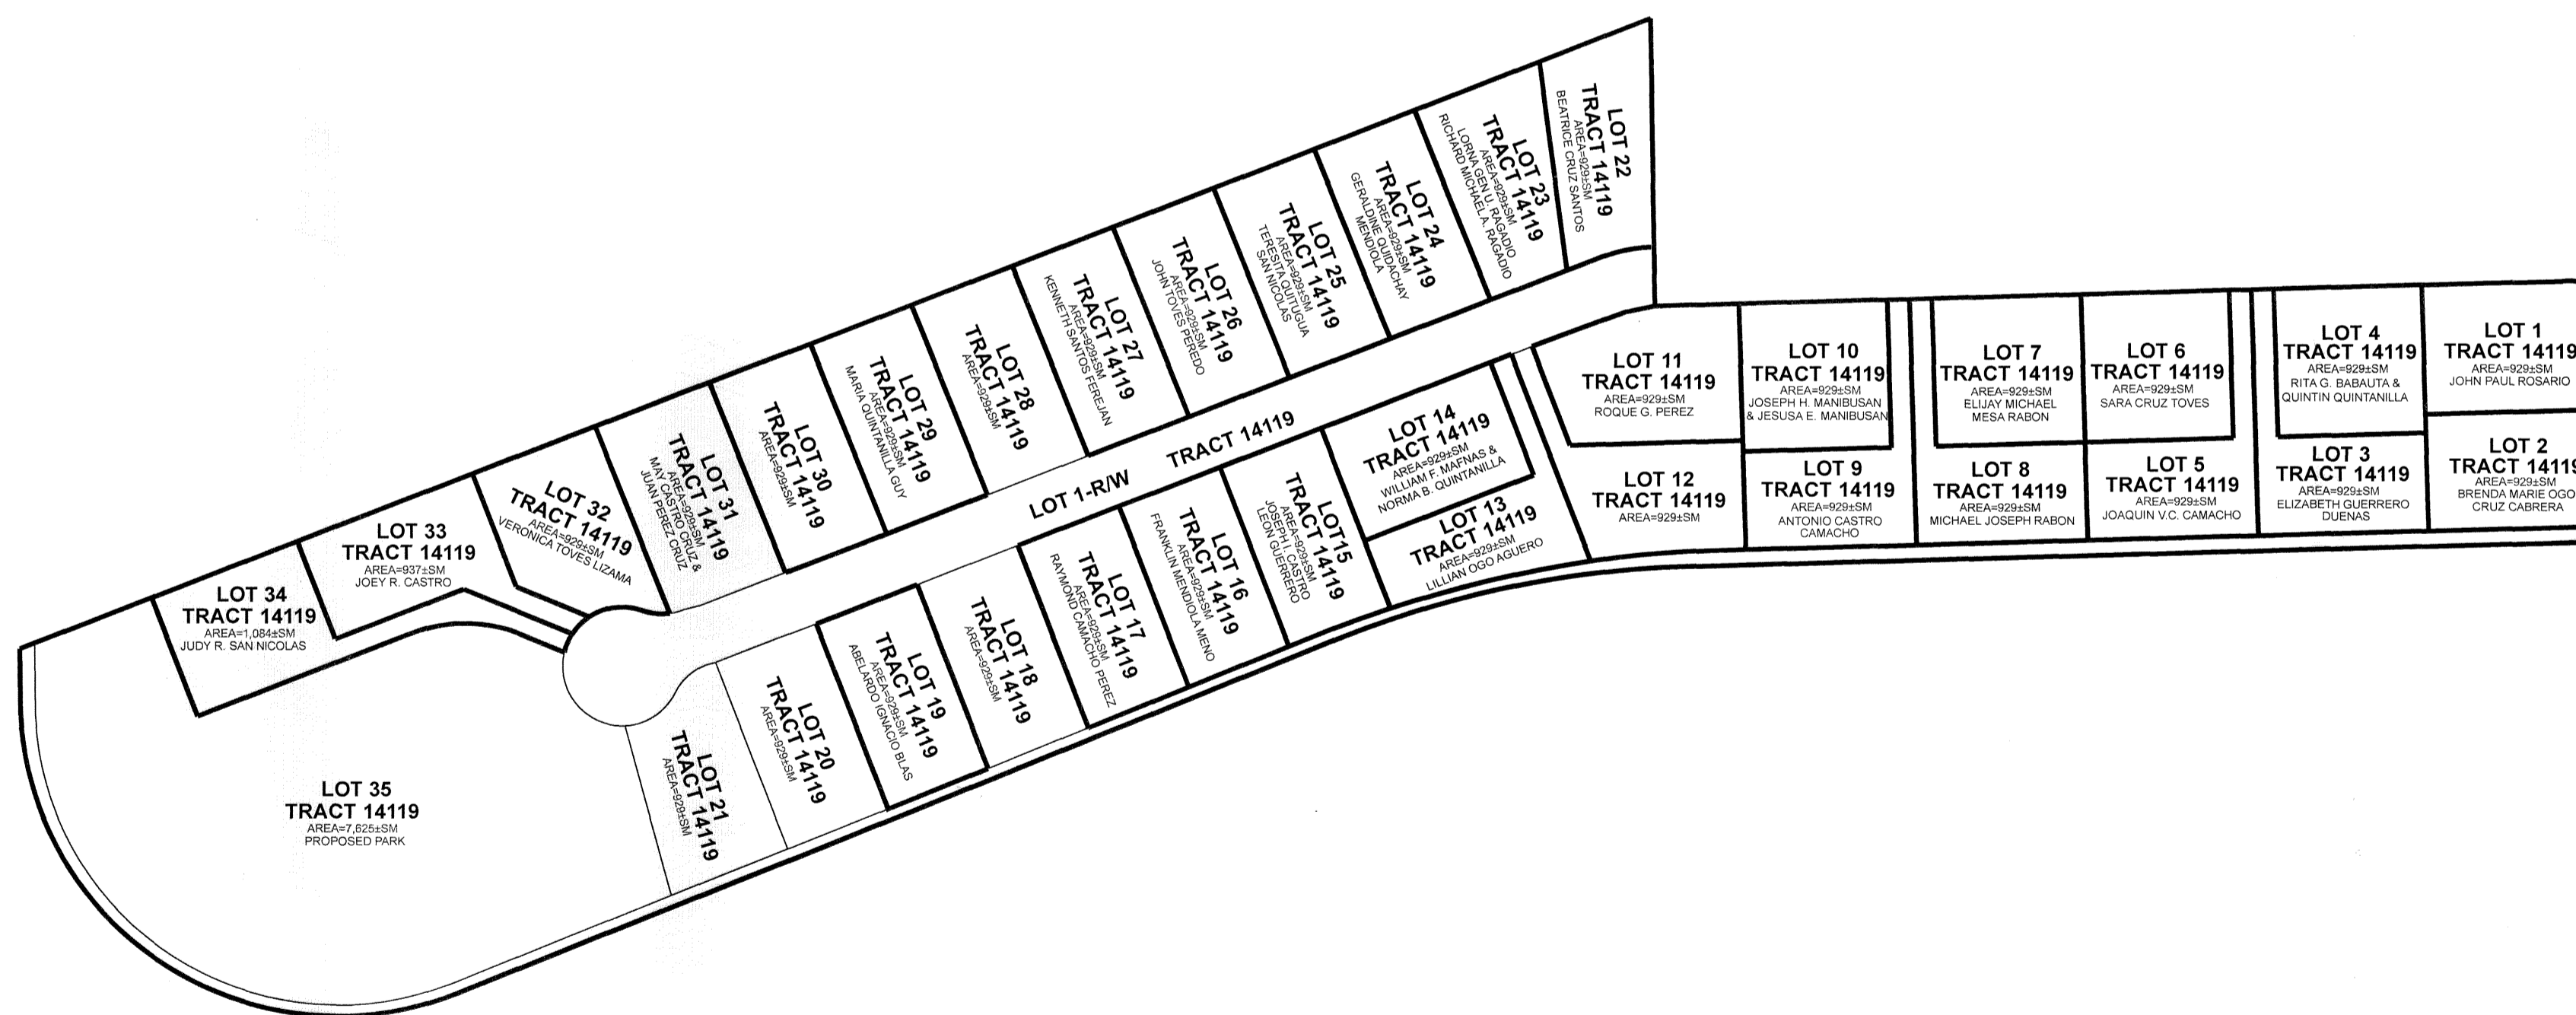 LOT 22
TRACT 14119
AREA=929±SM
BEATRICE CRUZ SANTOS
LOT 23
TRACT 14119
AREA=929±SM
LORNA GEN U. RAGADIO
RICHARD MICHAEL A. RAGADIO
LOT 24
TRACT 14119
AREA=929±SM
GERALDINE QUIDACHAY
MENDIOLA
LOT 25
TRACT 14119
AREA=929±SM
TERESITA QUITUGUA
SAN NICOLAS
LOT 26
TRACT 14119
AREA=929±SM
JOHN TOVES PEREDO
LOT 27
TRACT 14119
AREA=929±SM
KENNETH SANTOS FEREJAN
LOT 28
TRACT 14119
AREA=929±SM
LOT 29
TRACT 14119
AREA=929±SM
MARIA QUINTANILLA GUY
LOT 30
TRACT 14119
AREA=929±SM
LOT 31
TRACT 14119
AREA=929±SM
MAY CASTRO CRUZ &
JUAN PEREZ CRUZ
LOT 32
TRACT 14119
AREA=929±SM
VERONICA TOVES LIZAMA
LOT 33
TRACT 14119
AREA=937±SM
JOEY R. CASTRO
LOT 34
TRACT 14119
AREA=1,084±SM
JUDY R. SAN NICOLAS
LOT 35
TRACT 14119
AREA=7,625±SM
PROPOSED PARK
LOT 1-R/W TRACT 14119
LOT 21
TRACT 14119
AREA=929±SM
LOT 20
TRACT 14119
AREA=929±SM
LOT 19
TRACT 14119
AREA=929±SM
ABELARDO IGNACIO BLAS
LOT 18
TRACT 14119
AREA=929±SM
LOT 17
TRACT 14119
AREA=929±SM
RAYMOND CAMACHO PEREZ
LOT 16
TRACT 14119
AREA=929±SM
FRANKLIN MENDIOLA MENO
LOT15
TRACT 14119
AREA=929±SM
JOSEPH I. CASTRO
LEON GUERRERO
LOT 14
TRACT 14119
AREA=929±SM
WILLIAM F. MAFNAS &
NORMA B. QUINTANILLA
LOT 13
TRACT 14119
AREA=929±SM
LILLIAN OGO AGUERO
LOT 11
TRACT 14119
AREA=929±SM
ROQUE G. PEREZ
LOT 12
TRACT 14119
AREA=929±SM
LOT 10
TRACT 14119
AREA=929±SM
JOSEPH H. MANIBUSAN
& JESUSA E. MANIBUSAN
LOT 9
TRACT 14119
AREA=929±SM
ANTONIO CASTRO
CAMACHO
LOT 7
TRACT 14119
AREA=929±SM
ELIJAY MICHAEL
MESA RABON
LOT 8
TRACT 14119
AREA=929±SM
MICHAEL JOSEPH RABON
LOT 6
TRACT 14119
AREA=929±SM
SARA CRUZ TOVES
LOT 5
TRACT 14119
AREA=929±SM
JOAQUIN V.C. CAMACHO
LOT 4
TRACT 14119
AREA=929±SM
RITA G. BABAUTA &
QUINTIN QUINTANILLA
LOT 3
TRACT 14119
AREA=929±SM
ELIZABETH GUERRERO
DUENAS
LOT 1
TRACT 14119
AREA=929±SM
JOHN PAUL ROSARIO
LOT 2
TRACT 14119
AREA=929±SM
BRENDA MARIE OGO
CRUZ CABRERA